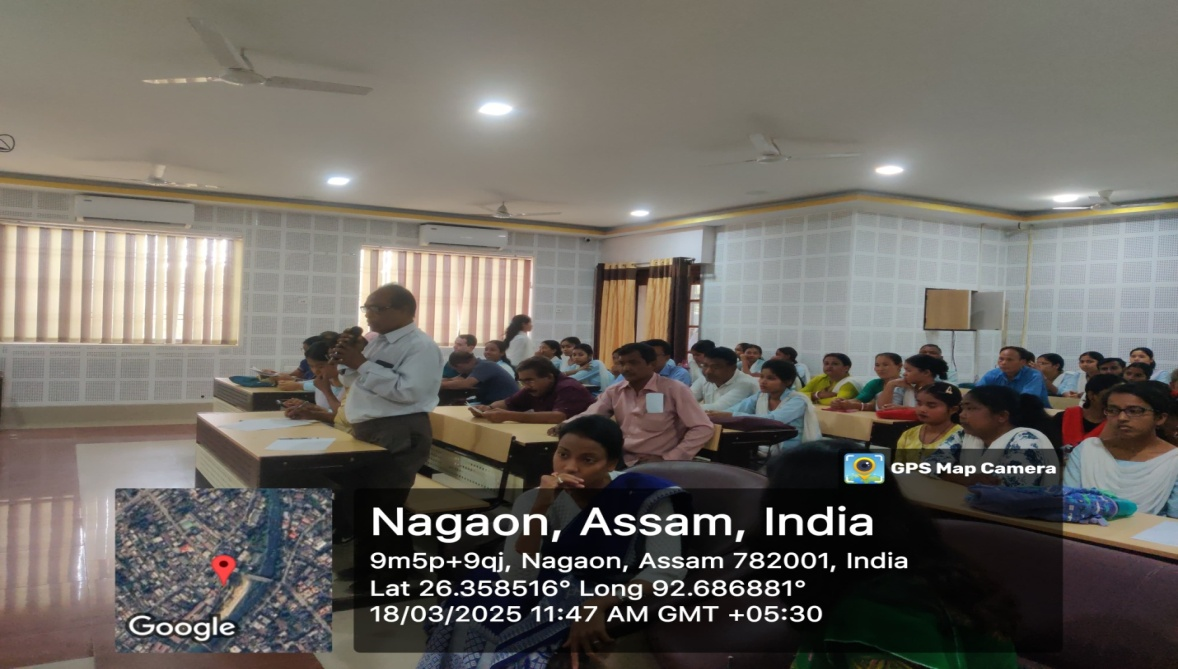 GPS Map Camera
Nagaon, Assam, India
9m5p+9qj, Nagaon, Assam 782001, India
Lat 26.358516° Long 92.686881°
18/03/2025 11:47 AM GMT +05:30
Google